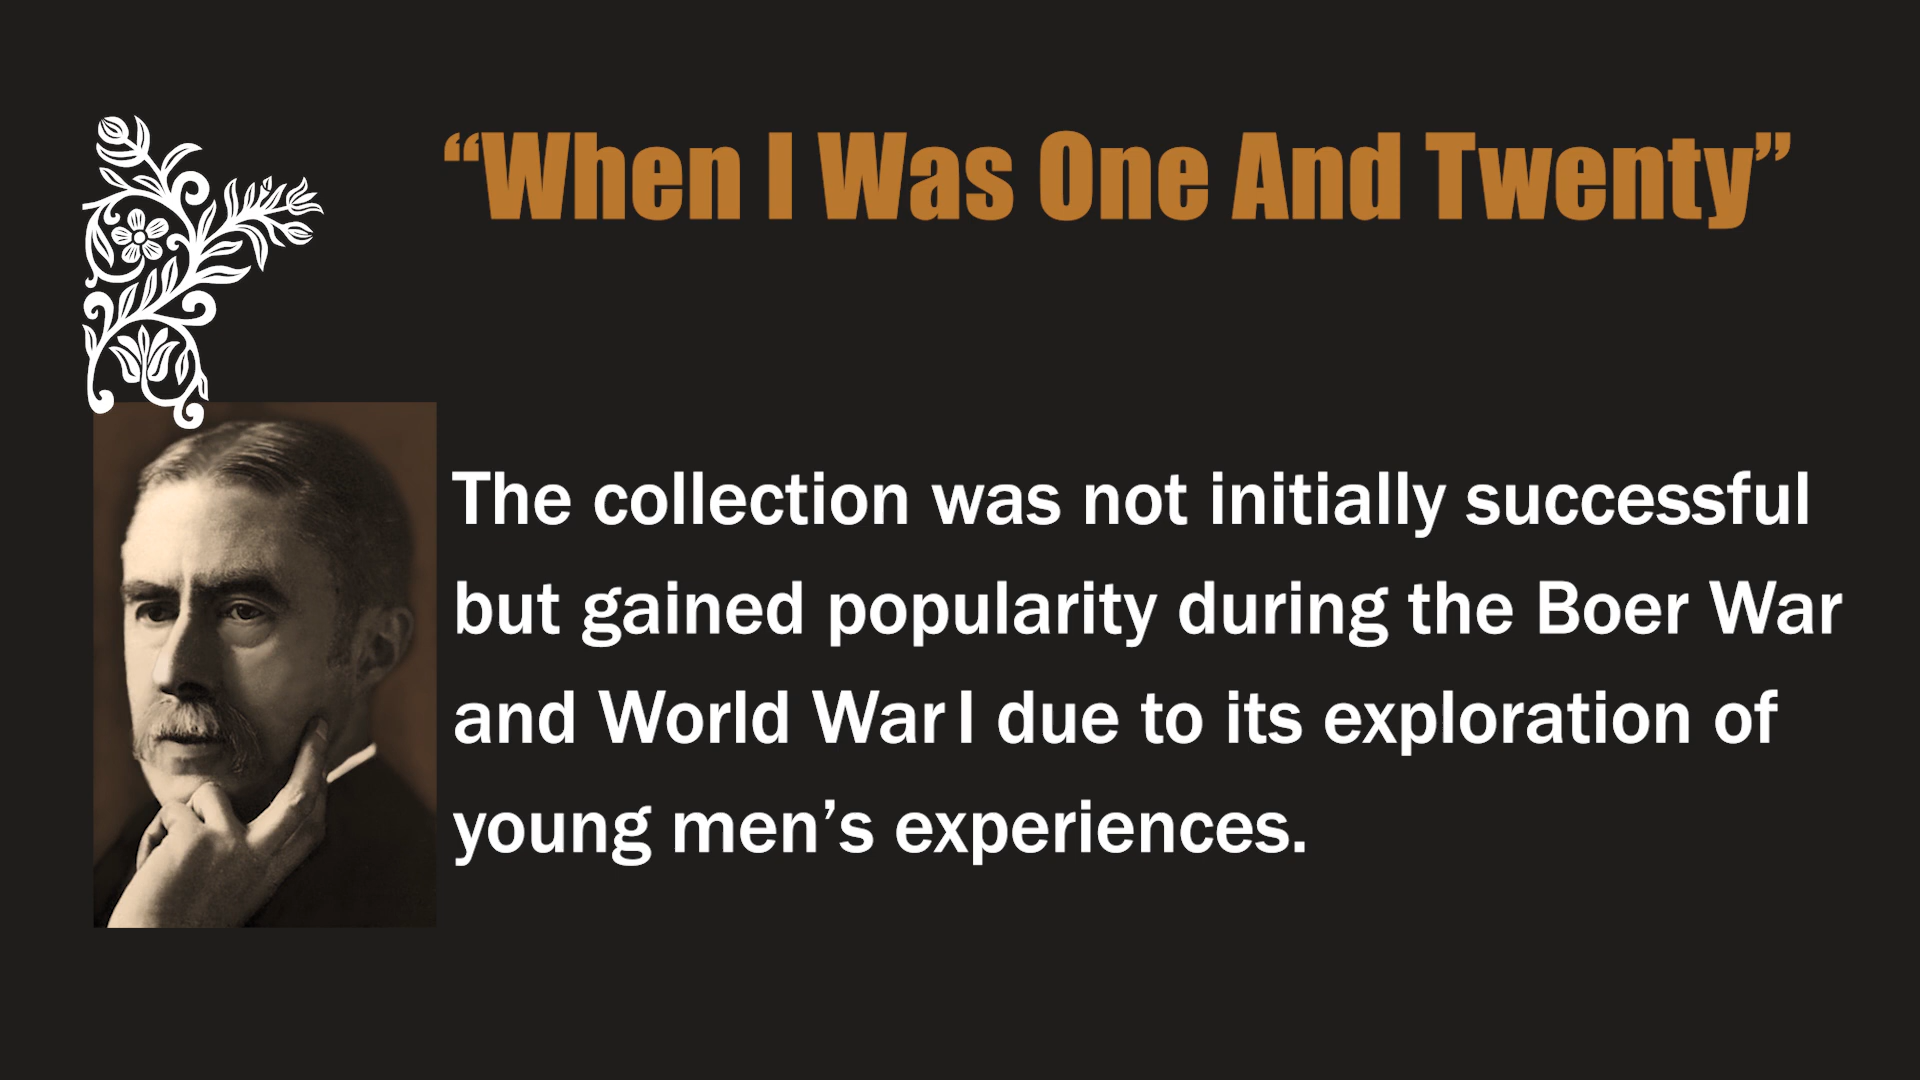 “When I Was One And Twenty”
The collection was not initially successful
but gained popularity during the Boer War
and World War I due to its exploration of
young men’s experiences.